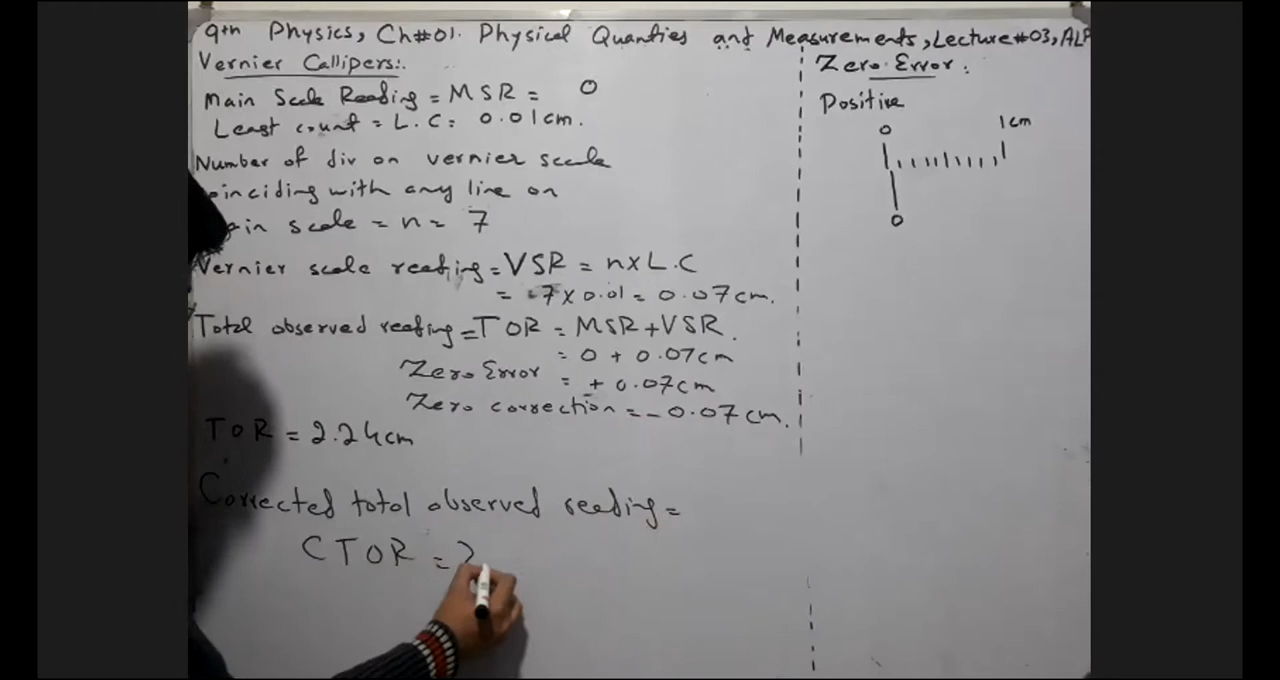 9th Physics, Ch#01. Physical Quanties and Measurements, Lecture#03, ALP
Vernier Callipers:.
Main Scale Reading = MSR = 0
Least count = L.C = 0.01cm.
Number of div on vernier scale
coinciding with any line on
main scale = n = 7
Vernier scale reading = VSR = n×L.C
= 7×0.01 = 0.07cm.
Total observed reading = TOR = MSR+VSR.
= 0 + 0.07cm
Zero Error = + 0.07cm
Zero correction = -0.07cm.
TOR = 2.24cm
Corrected total observed reading =
CTOR = 2
Zero Error:
Positive
0 1cm
0